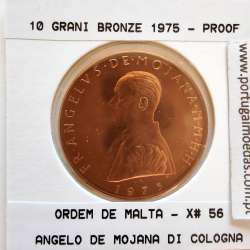 10 GRANI BRONZE 1975 - PROOF
FR·ANGELVS·DE·MOJANA·M·M·H·H·
1975
ORDEM DE MALTA - X# 56
ANGELO DE MOJANA DI COLOGNA
www.portugalmoedas.com